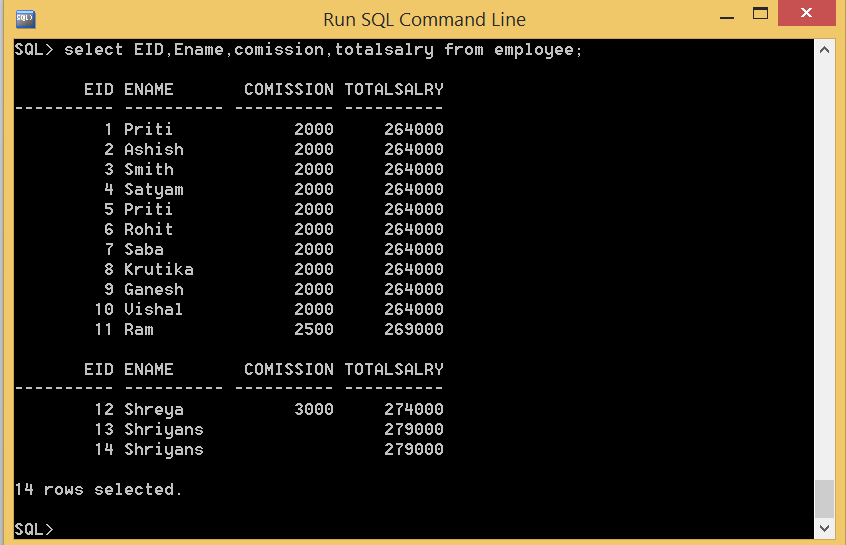 Run SQL Command Line
SQL> select EID,Ename,comission,totalsalry from employee;
       EID ENAME       COMISSION TOTALSALRY
---------- ---------- ---------- ----------
         1 Priti            2000     264000
         2 Ashish           2000     264000
         3 Smith            2000     264000
         4 Satyam           2000     264000
         5 Priti            2000     264000
         6 Rohit            2000     264000
         7 Saba             2000     264000
         8 Krutika          2000     264000
         9 Ganesh           2000     264000
        10 Vishal           2000     264000
        11 Ram              2500     269000
       EID ENAME       COMISSION TOTALSALRY
---------- ---------- ---------- ----------
        12 Shreya           3000     274000
        13 Shriyans                  279000
        14 Shriyans                  279000
14 rows selected.
SQL>